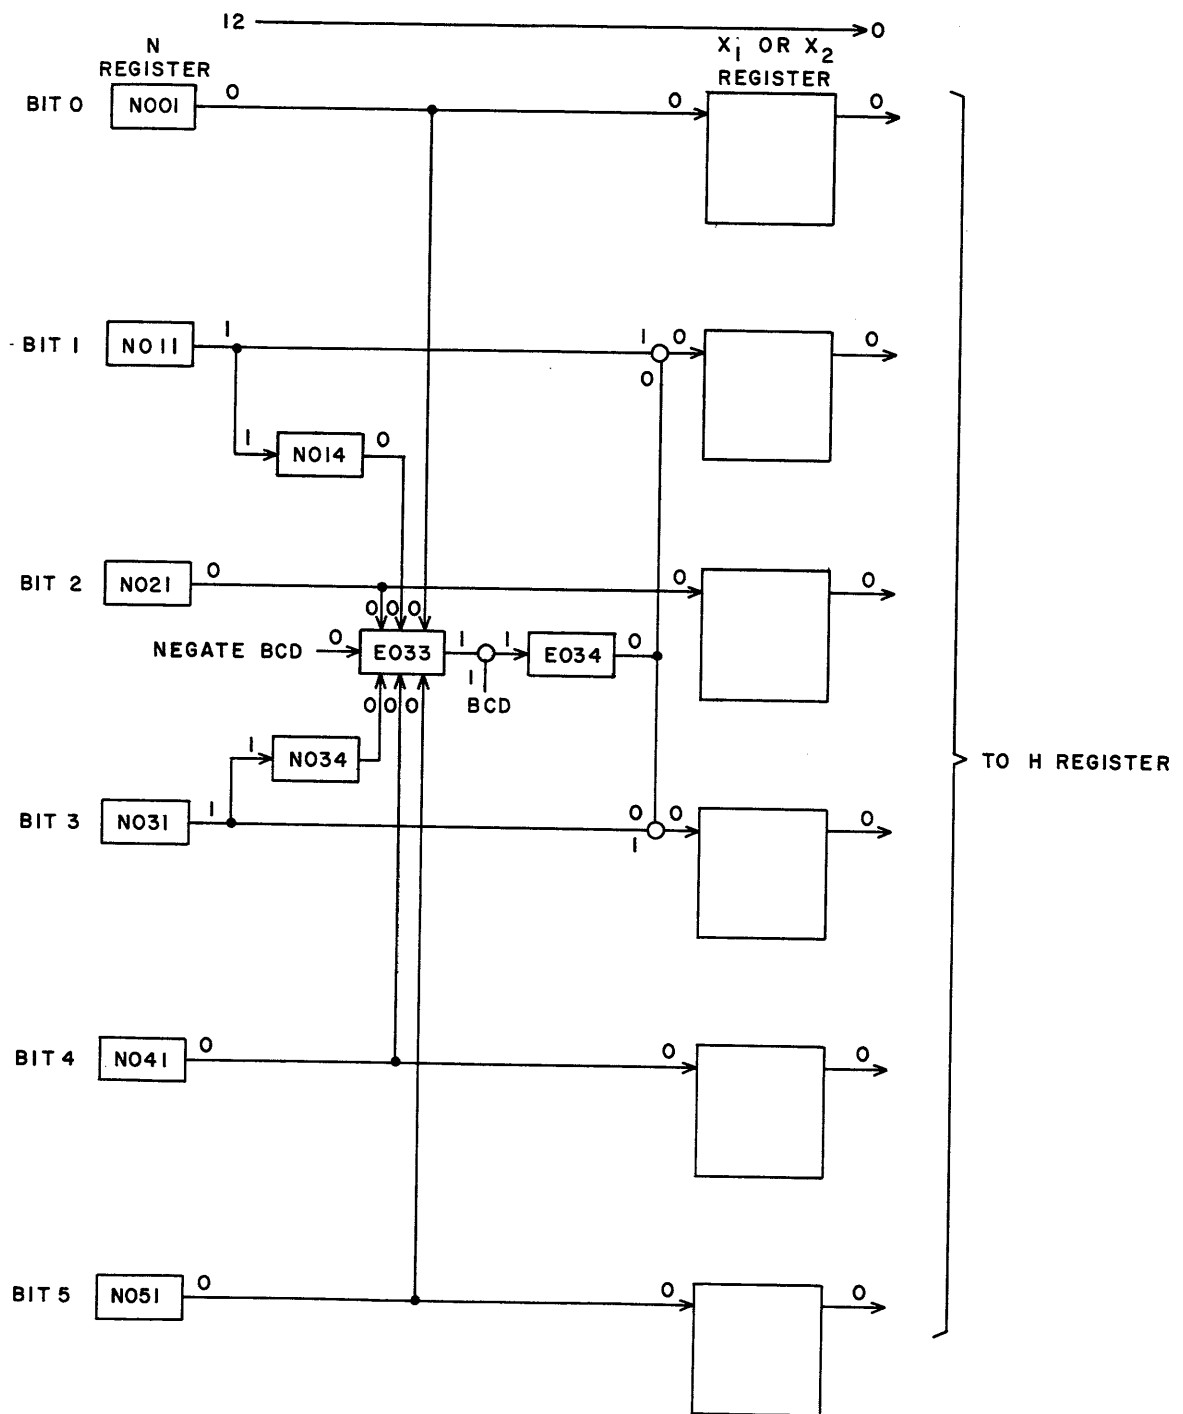 12 0
N
REGISTER
X1 OR X2
REGISTER
BIT 0 N001 0 0 0
BIT 1 N011 1 1 0 0
0
1 N014 0
BIT 2 N021 0 0 0
0 0 0
NEGATE BCD 0 E033 1 1 E034 0
1
BCD
0 0 0
1 N034
TO H REGISTER
BIT 3 N031 1 0 0 0
1
BIT 4 N041 0 0 0
BIT 5 N051 0 0 0